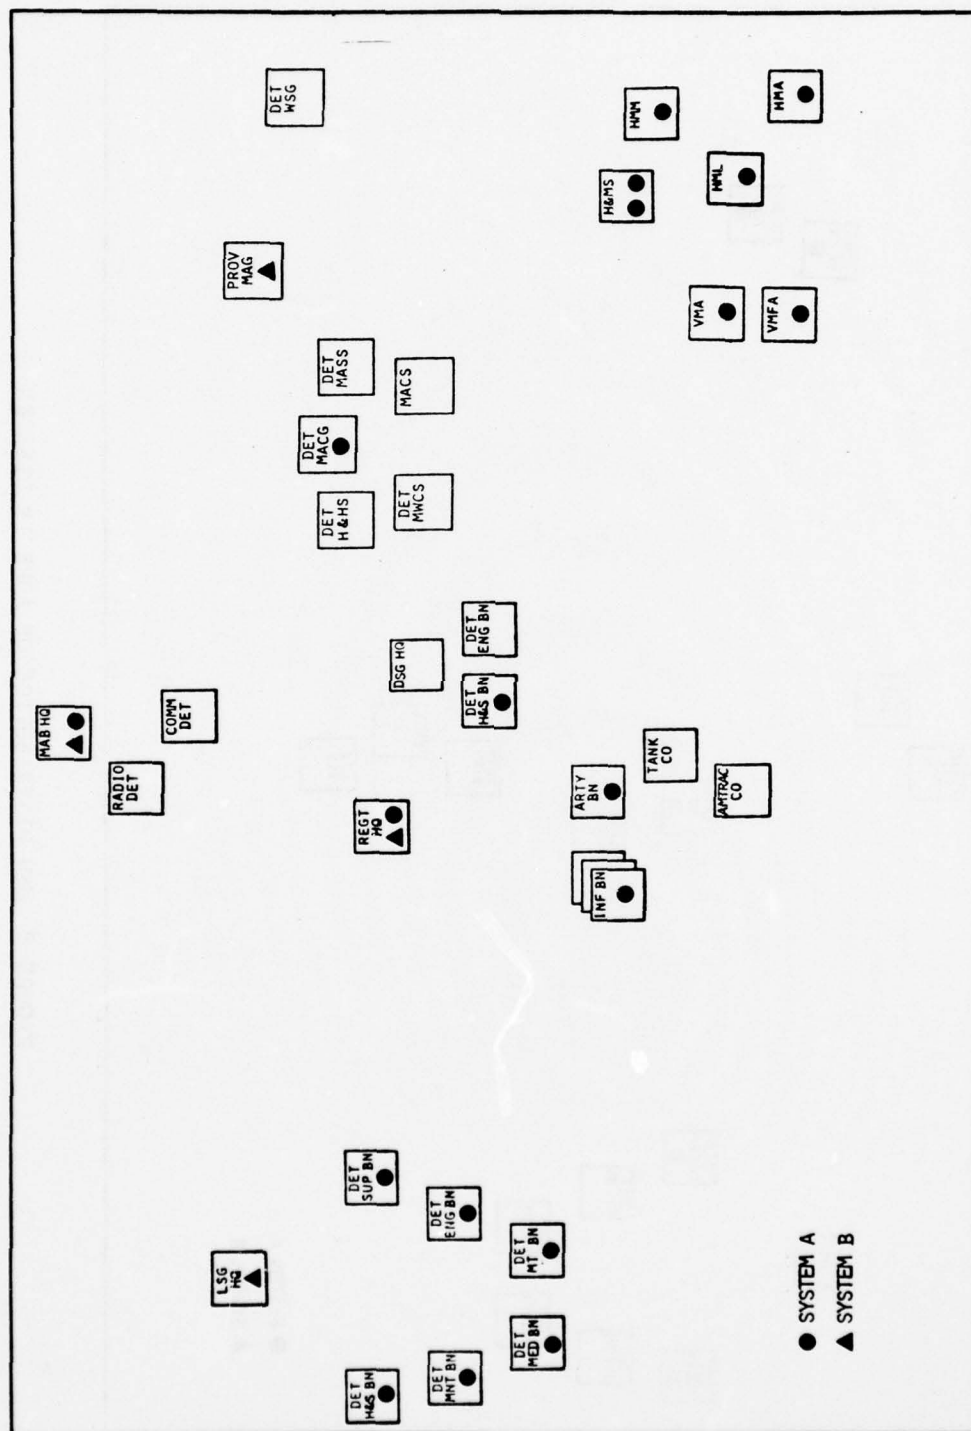 MAB HQ
RADIO
DET
COMM
DET
LSG
HQ
DET
H&S BN
DET
SUP BN
DET
MNT BN
DET
ENG BN
DET
MED BN
DET
MT BN
REGT
HQ
DSG HQ
DET
H&S BN
DET
ENG BN
INF BN
ARTY
BN
TANK
CO
AMTRAC
CO
PROV
MAG
DET
WSG
DET
H&HS
DET
MACG
DET
MASS
DET
MWCS
MACS
VMA
VMFA
H&MS
HMM
HML
HMA
SYSTEM A
SYSTEM B